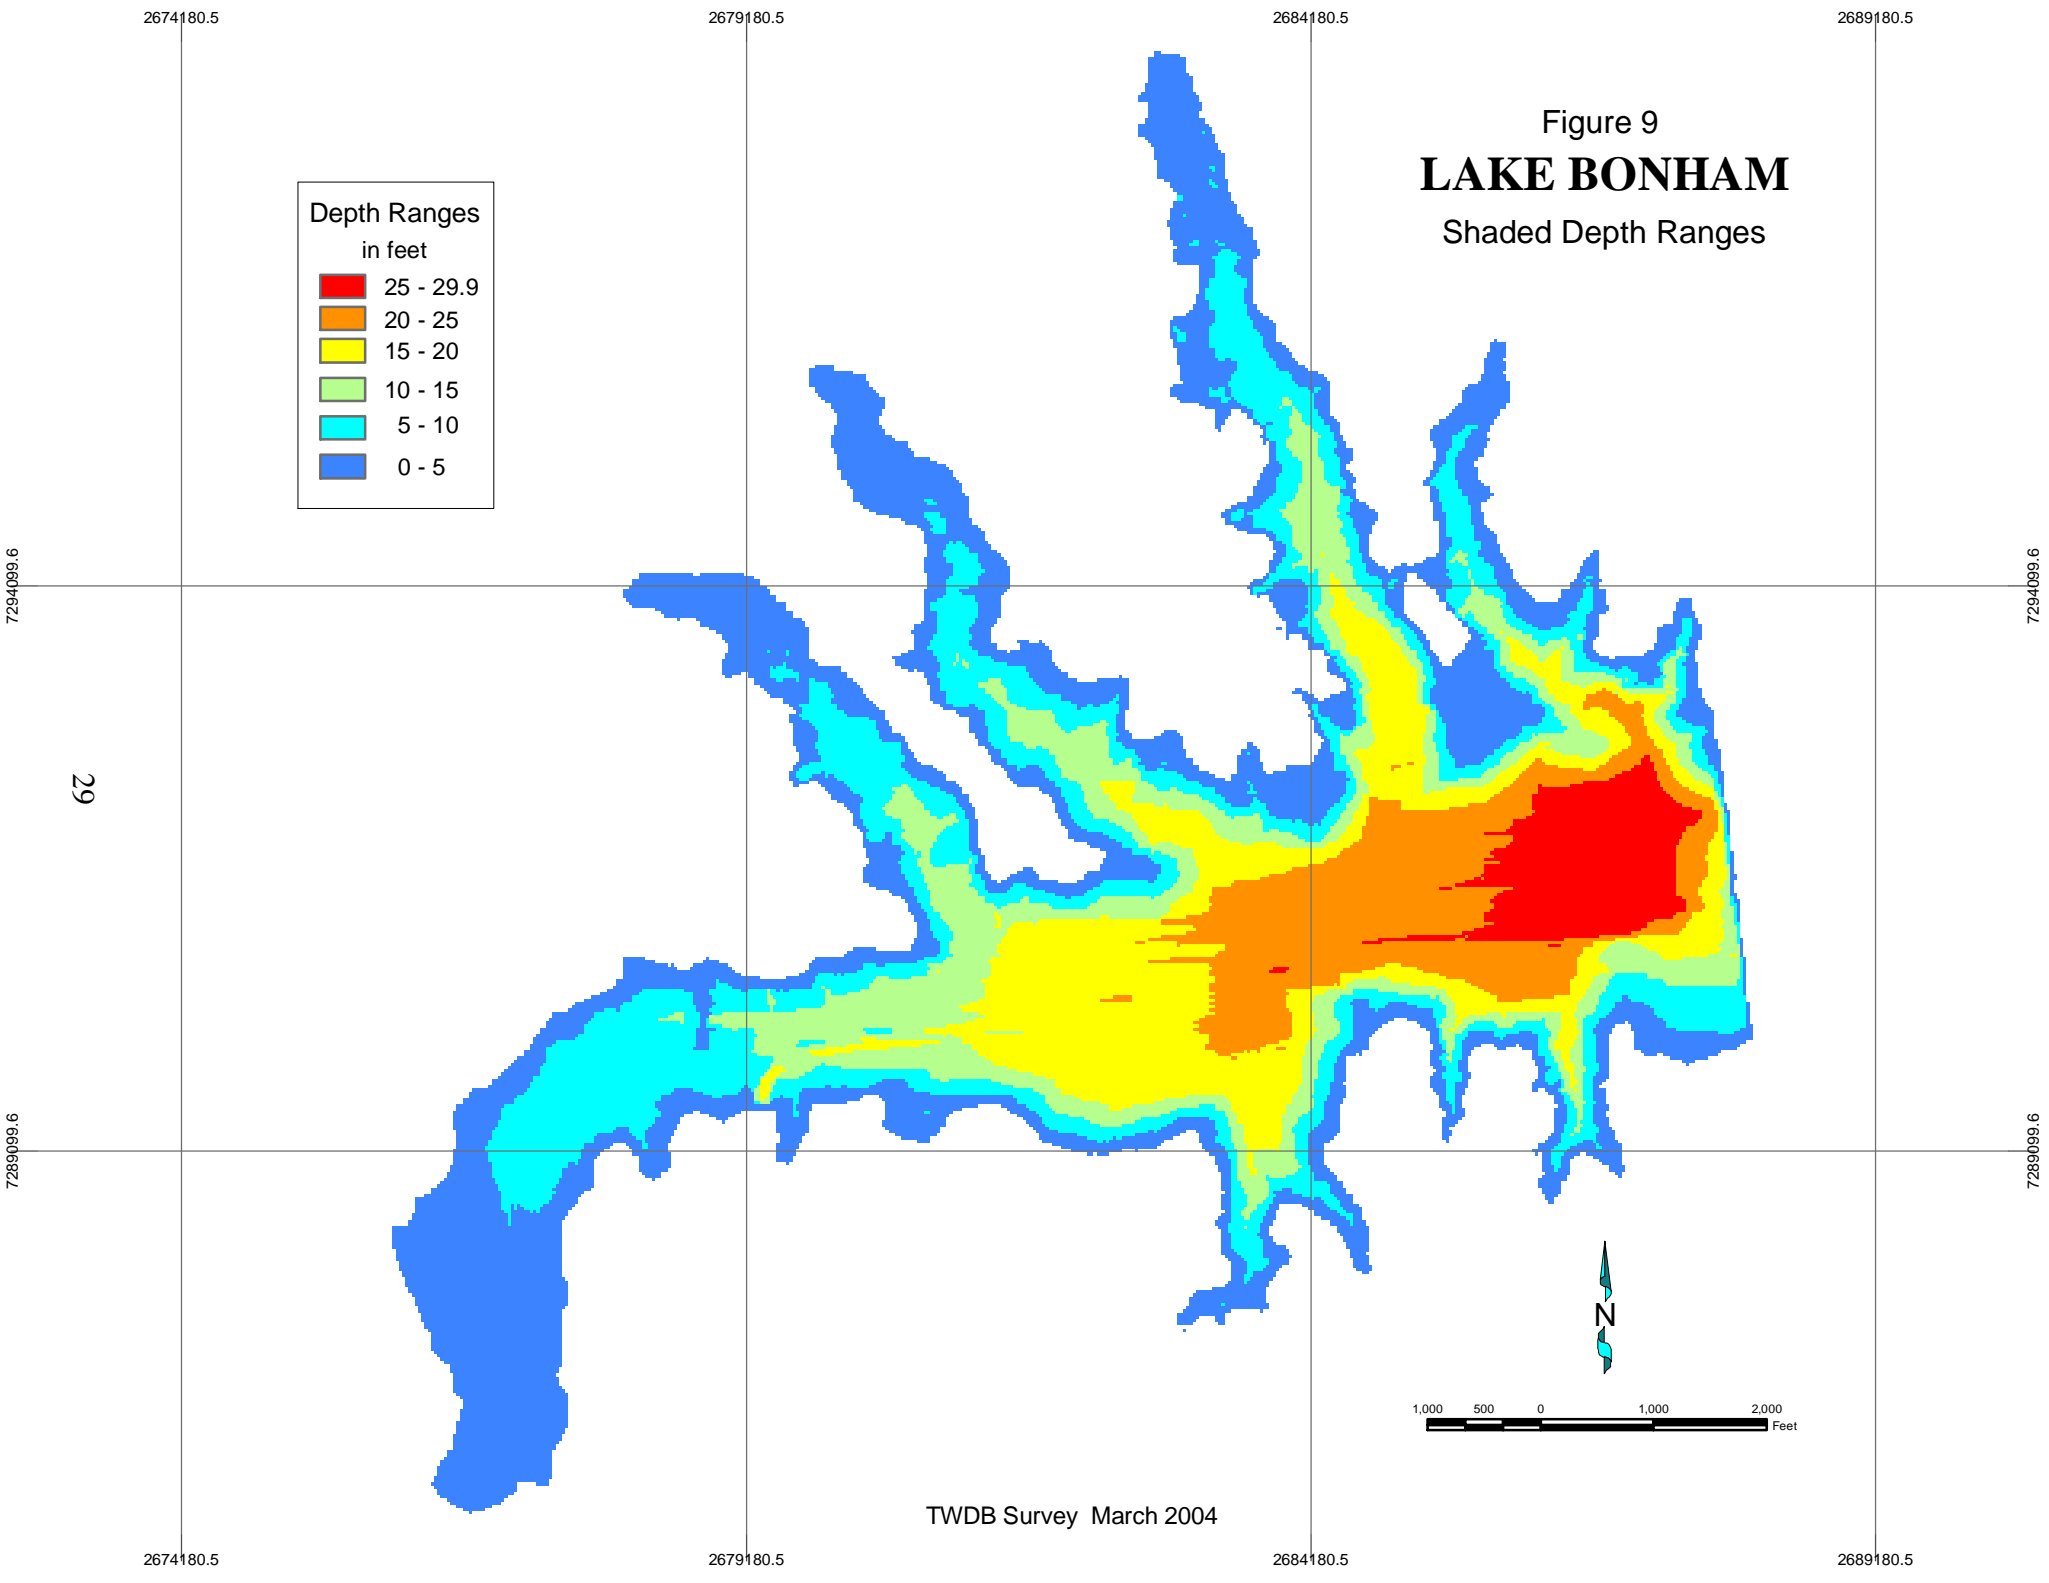 2674180.5
2679180.5
2684180.5
2689180.5
Figure 9
LAKE BONHAM
Shaded Depth Ranges
Depth Ranges
in feet
25 - 29.9
20 - 25
15 - 20
10 - 15
5 - 10
0 - 5
7294099.6
7294099.6
29
7289099.6
7289099.6
N
1,000 500 0 1,000 2,000
Feet
TWDB Survey March 2004
2674180.5
2679180.5
2684180.5
2689180.5